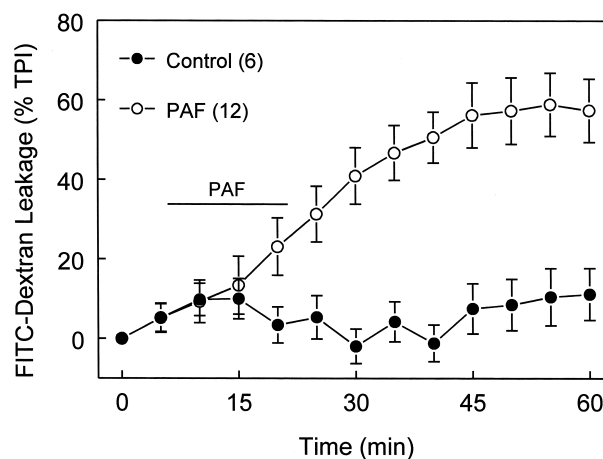 80
60
40
20
0
FITC-Dextran Leakage (% TPI)
Control (6)
PAF (12)
PAF
0 15 30 45 60
Time (min)